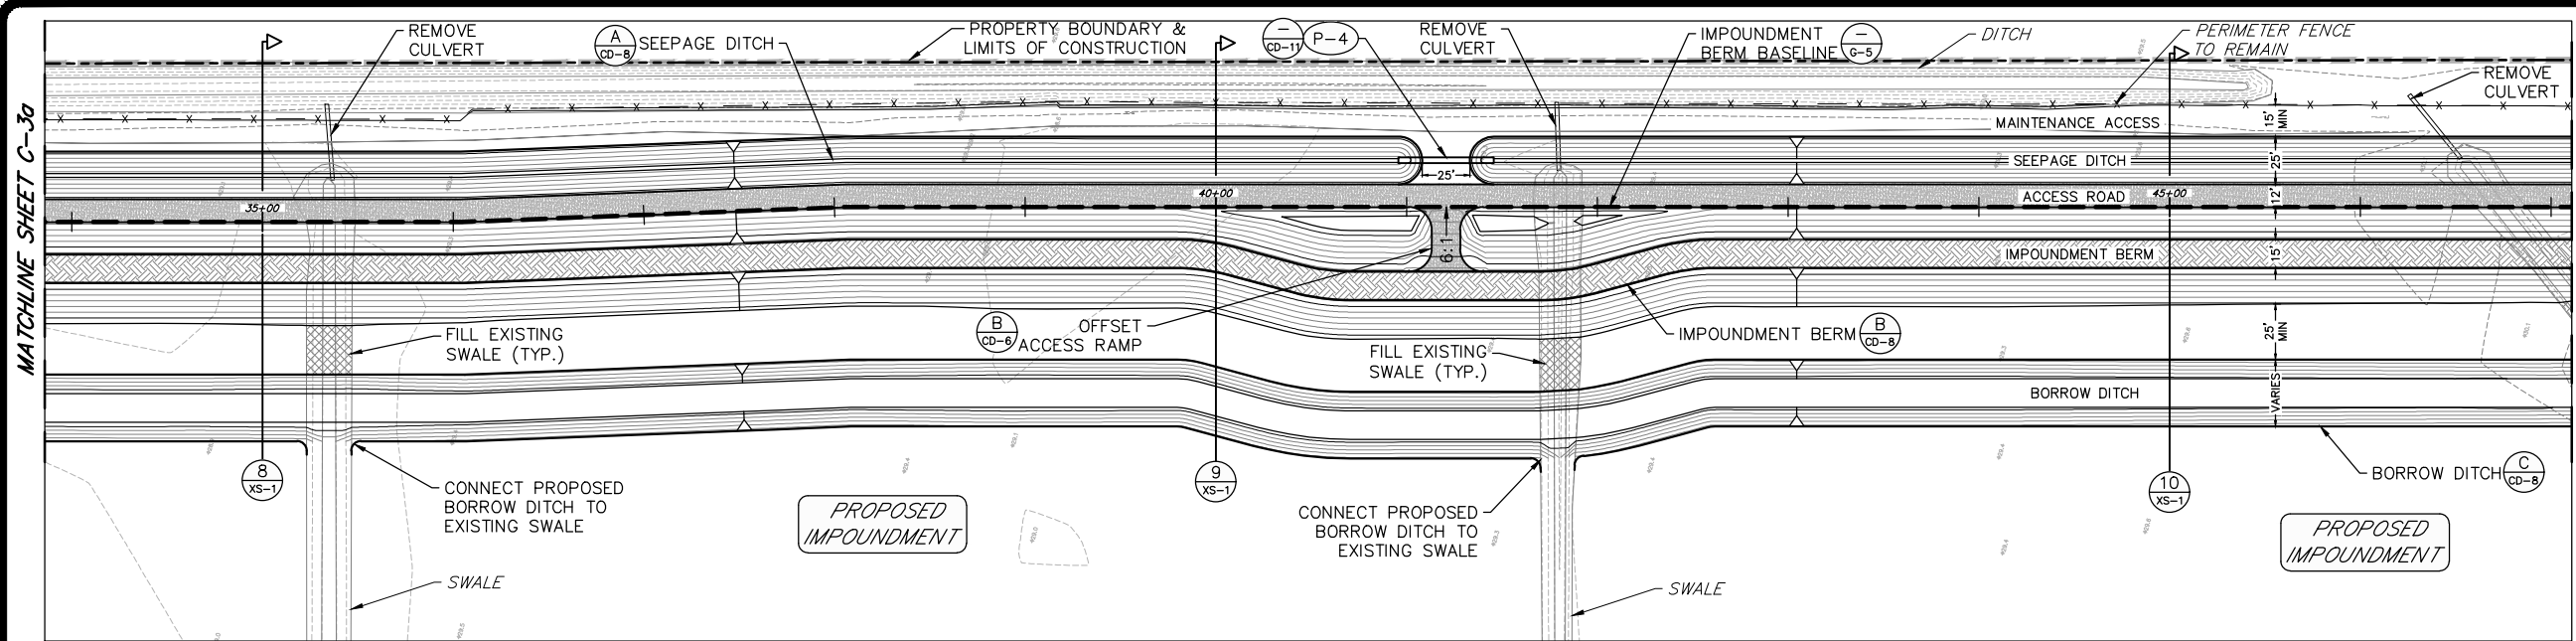 MATCHLINE SHEET C-3a
REMOVE
CULVERT
A
CD-8
SEEPAGE DITCH
PROPERTY BOUNDARY &
LIMITS OF CONSTRUCTION
–
CD-11
P-4
REMOVE
CULVERT
IMPOUNDMENT
BERM BASELINE
–
G-5
DITCH
PERIMETER FENCE
TO REMAIN
REMOVE
CULVERT
15'
MIN
MAINTENANCE ACCESS
SEEPAGE DITCH
25'
25'
35+00
40+00
45+00
ACCESS ROAD
12'
6:1
IMPOUNDMENT BERM
15'
FILL EXISTING
SWALE (TYP.)
B
CD-6
OFFSET
ACCESS RAMP
FILL EXISTING
SWALE (TYP.)
IMPOUNDMENT BERM
B
CD-8
25'
MIN
VARIES
BORROW DITCH
8
XS-1
9
XS-1
10
XS-1
BORROW DITCH
C
CD-8
CONNECT PROPOSED
BORROW DITCH TO
EXISTING SWALE
PROPOSED
IMPOUNDMENT
CONNECT PROPOSED
BORROW DITCH TO
EXISTING SWALE
PROPOSED
IMPOUNDMENT
SWALE
SWALE